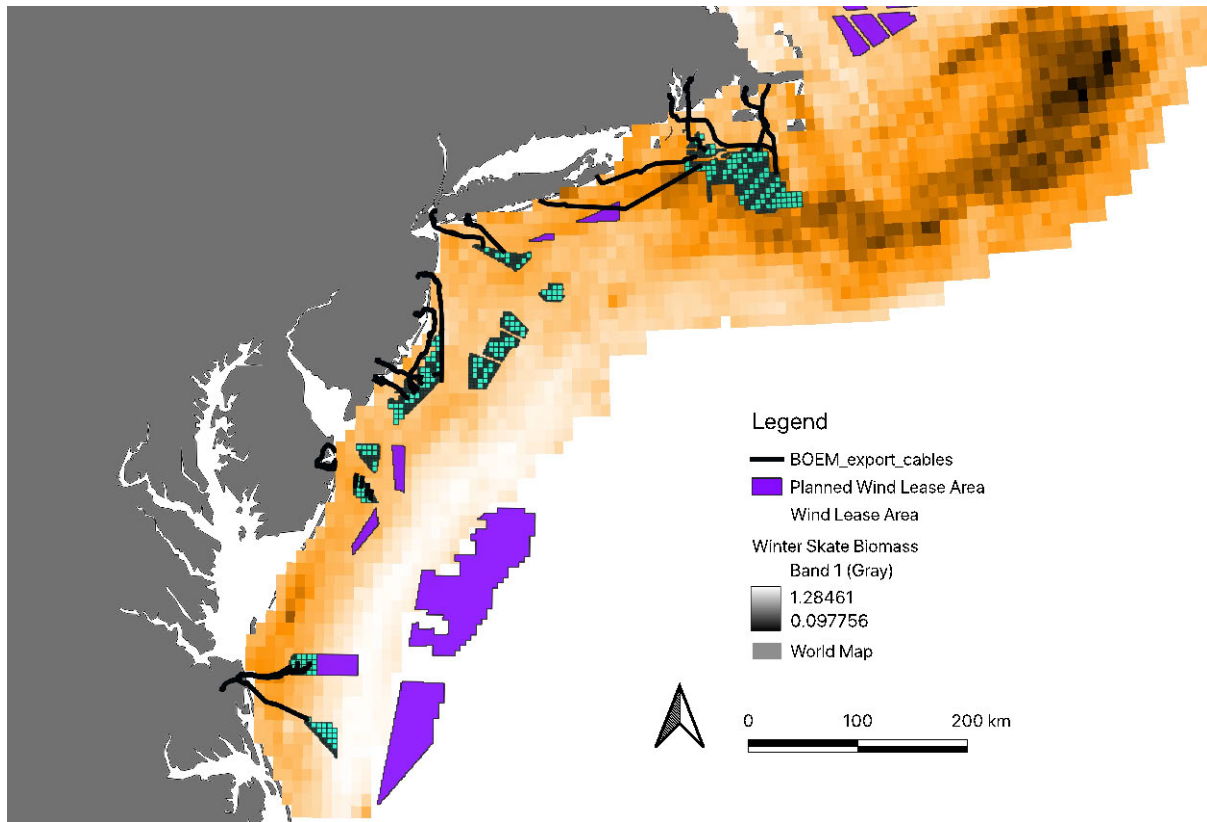 Legend
BOEM_export_cables
Planned Wind Lease Area
Wind Lease Area
Winter Skate Biomass
Band 1 (Gray)
1.28461
0.097756
World Map
0 100 200 km